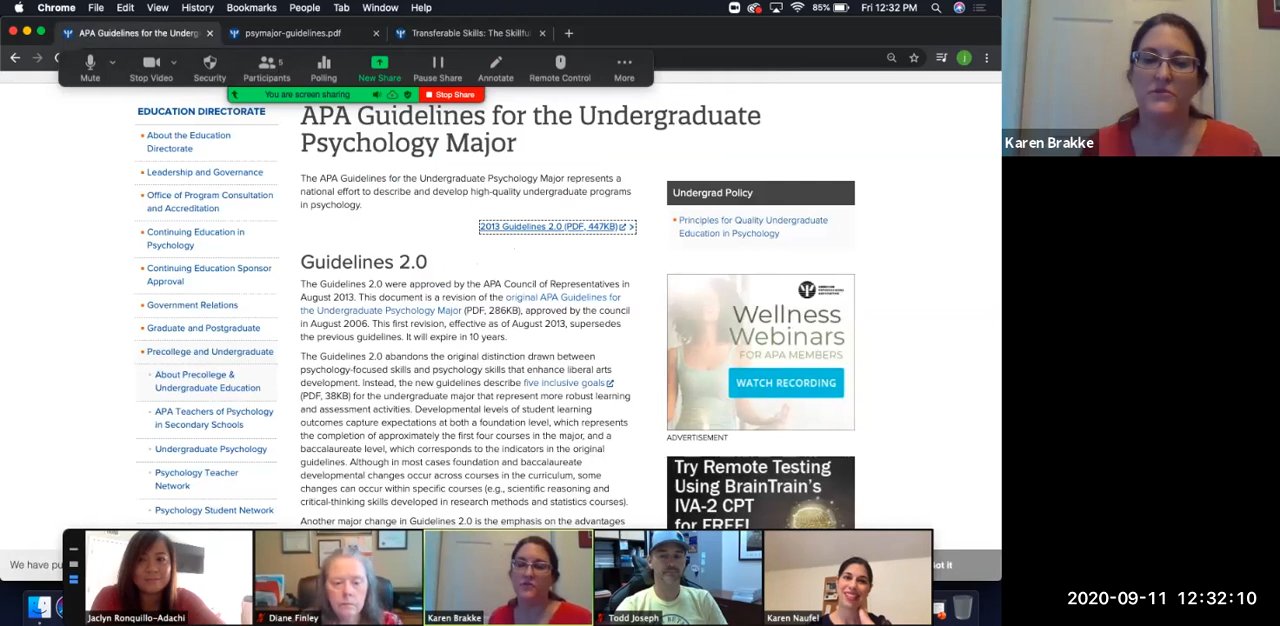 Chrome File Edit View History Bookmarks People Tab Window Help
85% Fri 12:32 PM
APA Guidelines for the Underg
psymajor-guidelines.pdf
Transferable Skills: The Skillfu
Mute
Stop Video
Security
Participants 5
Polling
New Share
Pause Share
Annotate
Remote Control
More
You are screen sharing
Stop Share
EDUCATION DIRECTORATE
About the Education
Directorate
Leadership and Governance
Office of Program Consultation
and Accreditation
Continuing Education in
Psychology
Continuing Education Sponsor
Approval
Government Relations
Graduate and Postgraduate
Precollege and Undergraduate
About Precollege &
Undergraduate Education
APA Teachers of Psychology
in Secondary Schools
Undergraduate Psychology
Psychology Teacher
Network
Psychology Student Network
APA Guidelines for the Undergraduate
Psychology Major
The APA Guidelines for the Undergraduate Psychology Major represents a
national effort to describe and develop high-quality undergraduate programs
in psychology.
2013 Guidelines 2.0 (PDF, 447KB)
Guidelines 2.0
The Guidelines 2.0 were approved by the APA Council of Representatives in
August 2013. This document is a revision of the original APA Guidelines for
the Undergraduate Psychology Major (PDF, 286KB), approved by the council
in August 2006. This first revision, effective as of August 2013, supersedes
the previous guidelines. It will expire in 10 years.
The Guidelines 2.0 abandons the original distinction drawn between
psychology-focused skills and psychology skills that enhance liberal arts
development. Instead, the new guidelines describe five inclusive goals
(PDF, 38KB) for the undergraduate major that represent more robust learning
and assessment activities. Developmental levels of student learning
outcomes capture expectations at both a foundation level, which represents
the completion of approximately the first four courses in the major, and a
baccalaureate level, which corresponds to the indicators in the original
guidelines. Although in most cases foundation and baccalaureate
developmental changes occur across courses in the curriculum, some
changes can occur within specific courses (e.g., scientific reasoning and
critical-thinking skills developed in research methods and statistics courses).
Another major change in Guidelines 2.0 is the emphasis on the advantages
Undergrad Policy
Principles for Quality Undergraduate
Education in Psychology
Wellness
Webinars
FOR APA MEMBERS
WATCH RECORDING
ADVERTISEMENT
Try Remote Testing
Using BrainTrain's
IVA-2 CPT
for FREE!
We have pu
ot it
Karen Brakke
Jaclyn Ronquillo-Adachi
Diane Finley
Karen Brakke
Todd Joseph
Karen Naufel
2020-09-11 12:32:10